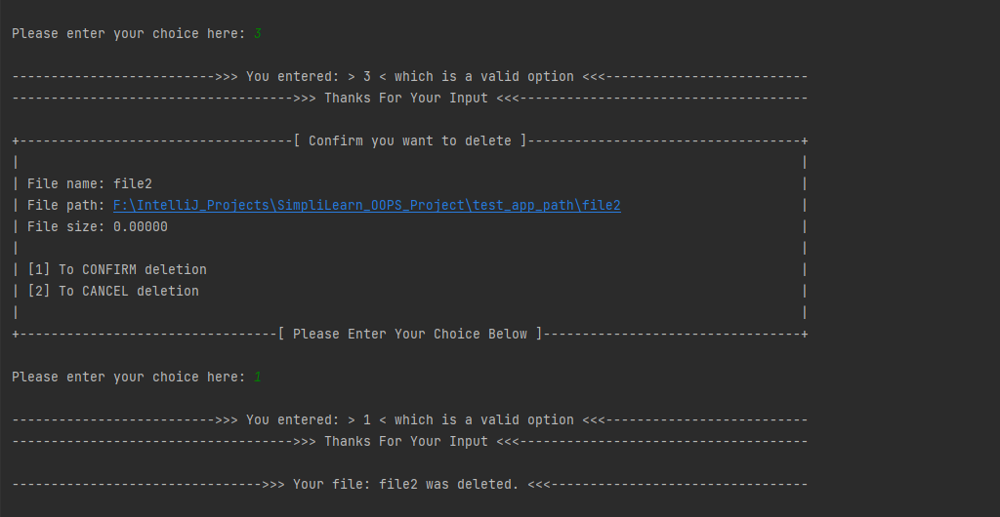 Please enter your choice here: 3
-------------------------->>> You entered: > 3 < which is a valid option <<<--------------------------
------------------------------------>>> Thanks For Your Input <<<-------------------------------------
+-----------------------------------[ Confirm you want to delete ]-----------------------------------+
| |
| File name: file2 |
| File path: F:\IntelliJ_Projects\SimpliLearn_OOPS_Project\test_app_path\file2 |
| File size: 0.00000 |
| |
| [1] To CONFIRM deletion |
| [2] To CANCEL deletion |
| |
+---------------------------------[ Please Enter Your Choice Below ]---------------------------------+
Please enter your choice here: 1
-------------------------->>> You entered: > 1 < which is a valid option <<<--------------------------
------------------------------------>>> Thanks For Your Input <<<-------------------------------------
-------------------------------->>> Your file: file2 was deleted. <<<---------------------------------